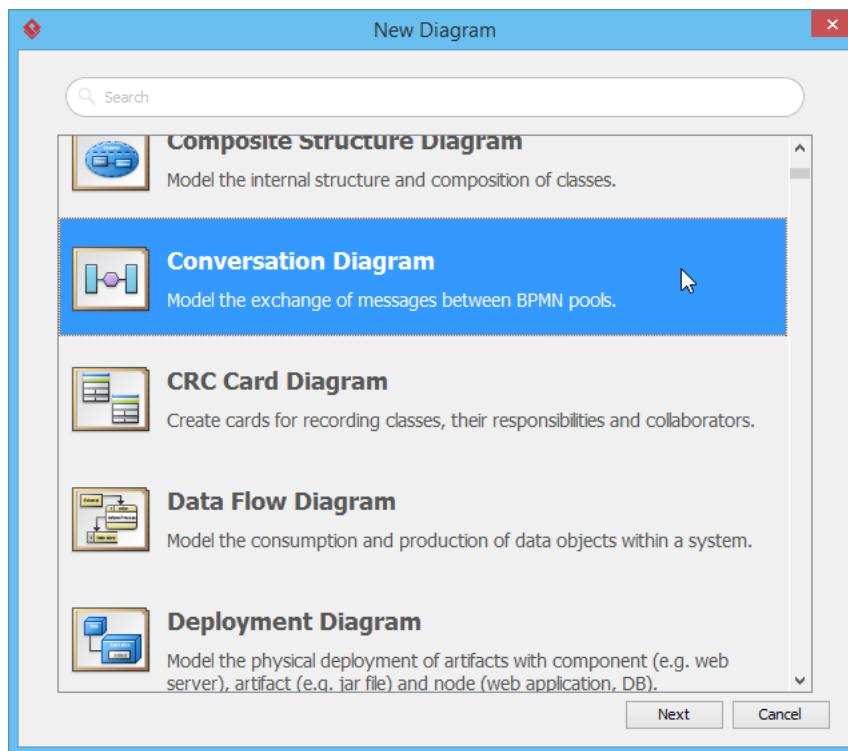 New Diagram
Search
Composite Structure Diagram
Model the internal structure and composition of classes.
Conversation Diagram
Model the exchange of messages between BPMN pools.
CRC Card Diagram
Create cards for recording classes, their responsibilities and collaborators.
Data Flow Diagram
Model the consumption and production of data objects within a system.
Deployment Diagram
Model the physical deployment of artifacts with component (e.g. web
server), artifact (e.g. jar file) and node (web application, DB).
Next Cancel